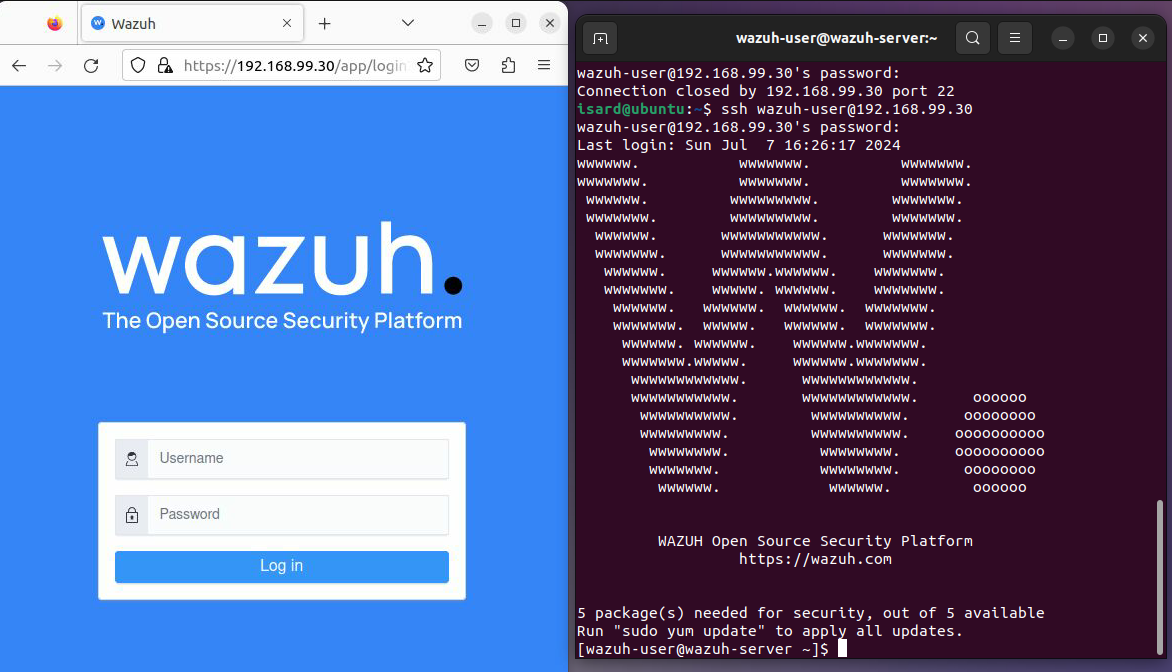 Wazuh
https://192.168.99.30/app/login
wazuh.
The Open Source Security Platform
Username
Password
Log in
wazuh-user@wazuh-server:~
wazuh-user@192.168.99.30's password:
Connection closed by 192.168.99.30 port 22
isard@ubuntu:~$ ssh wazuh-user@192.168.99.30
wazuh-user@192.168.99.30's password:
Last login: Sun Jul  7 16:26:17 2024
wwwwww.           wwwwwww.          wwwwwww.
wwwwwww.          wwwwwww.          wwwwwww.
 wwwwww.         wwwwwwwww.        wwwwwww.
 wwwwwww.        wwwwwwwww.        wwwwwww.
  wwwwww.       wwwwwwwwwww.      wwwwwww.
  wwwwwww.      wwwwwwwwwww.      wwwwwww.
   wwwwww.     wwwwww.wwwwww.    wwwwwww.
   wwwwwww.    wwwww. wwwwww.    wwwwwww.
    wwwwww.   wwwwww.  wwwwww.  wwwwwww.
    wwwwwww.  wwwww.   wwwwww.  wwwwwww.
     wwwwww. wwwwww.    wwwwww.wwwwwww.
     wwwwwww.wwwww.     wwwwww.wwwwwww.
      wwwwwwwwwwww.      wwwwwwwwwwww.
      wwwwwwwwwww.       wwwwwwwwwwww.      oooooo
       wwwwwwwwww.        wwwwwwwwww.      oooooooo
       wwwwwwwww.         wwwwwwwwww.     oooooooooo
        wwwwwwww.          wwwwwwww.      oooooooooo
        wwwwwww.           wwwwwwww.       oooooooo
         wwwwww.            wwwwww.         oooooo
WAZUH Open Source Security Platform
https://wazuh.com
5 package(s) needed for security, out of 5 available
Run "sudo yum update" to apply all updates.
[wazuh-user@wazuh-server ~]$